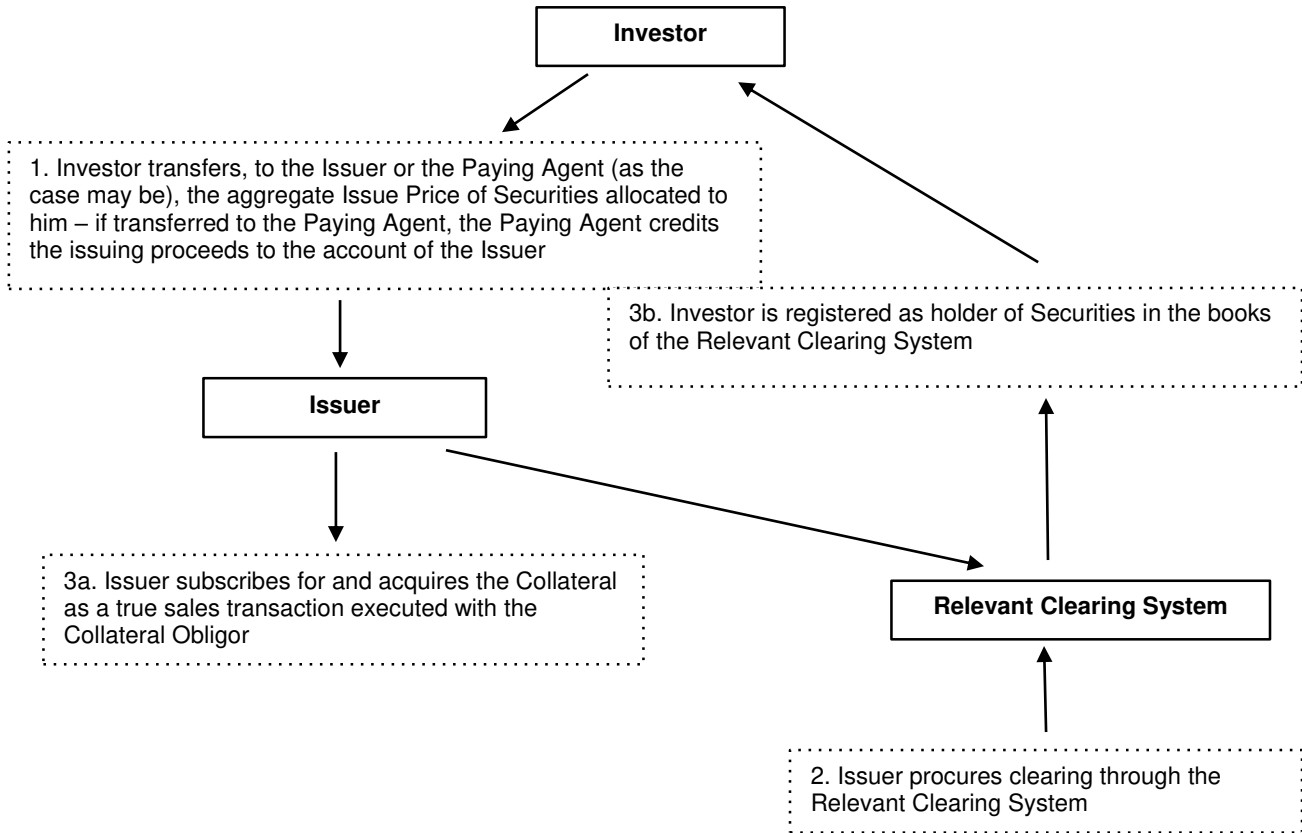 Investor
1. Investor transfers, to the Issuer or the Paying Agent (as the
case may be), the aggregate Issue Price of Securities allocated to
him – if transferred to the Paying Agent, the Paying Agent credits
the issuing proceeds to the account of the Issuer
3b. Investor is registered as holder of Securities in the books
of the Relevant Clearing System
Issuer
3a. Issuer subscribes for and acquires the Collateral
as a true sales transaction executed with the
Collateral Obligor
Relevant Clearing System
2. Issuer procures clearing through the
Relevant Clearing System